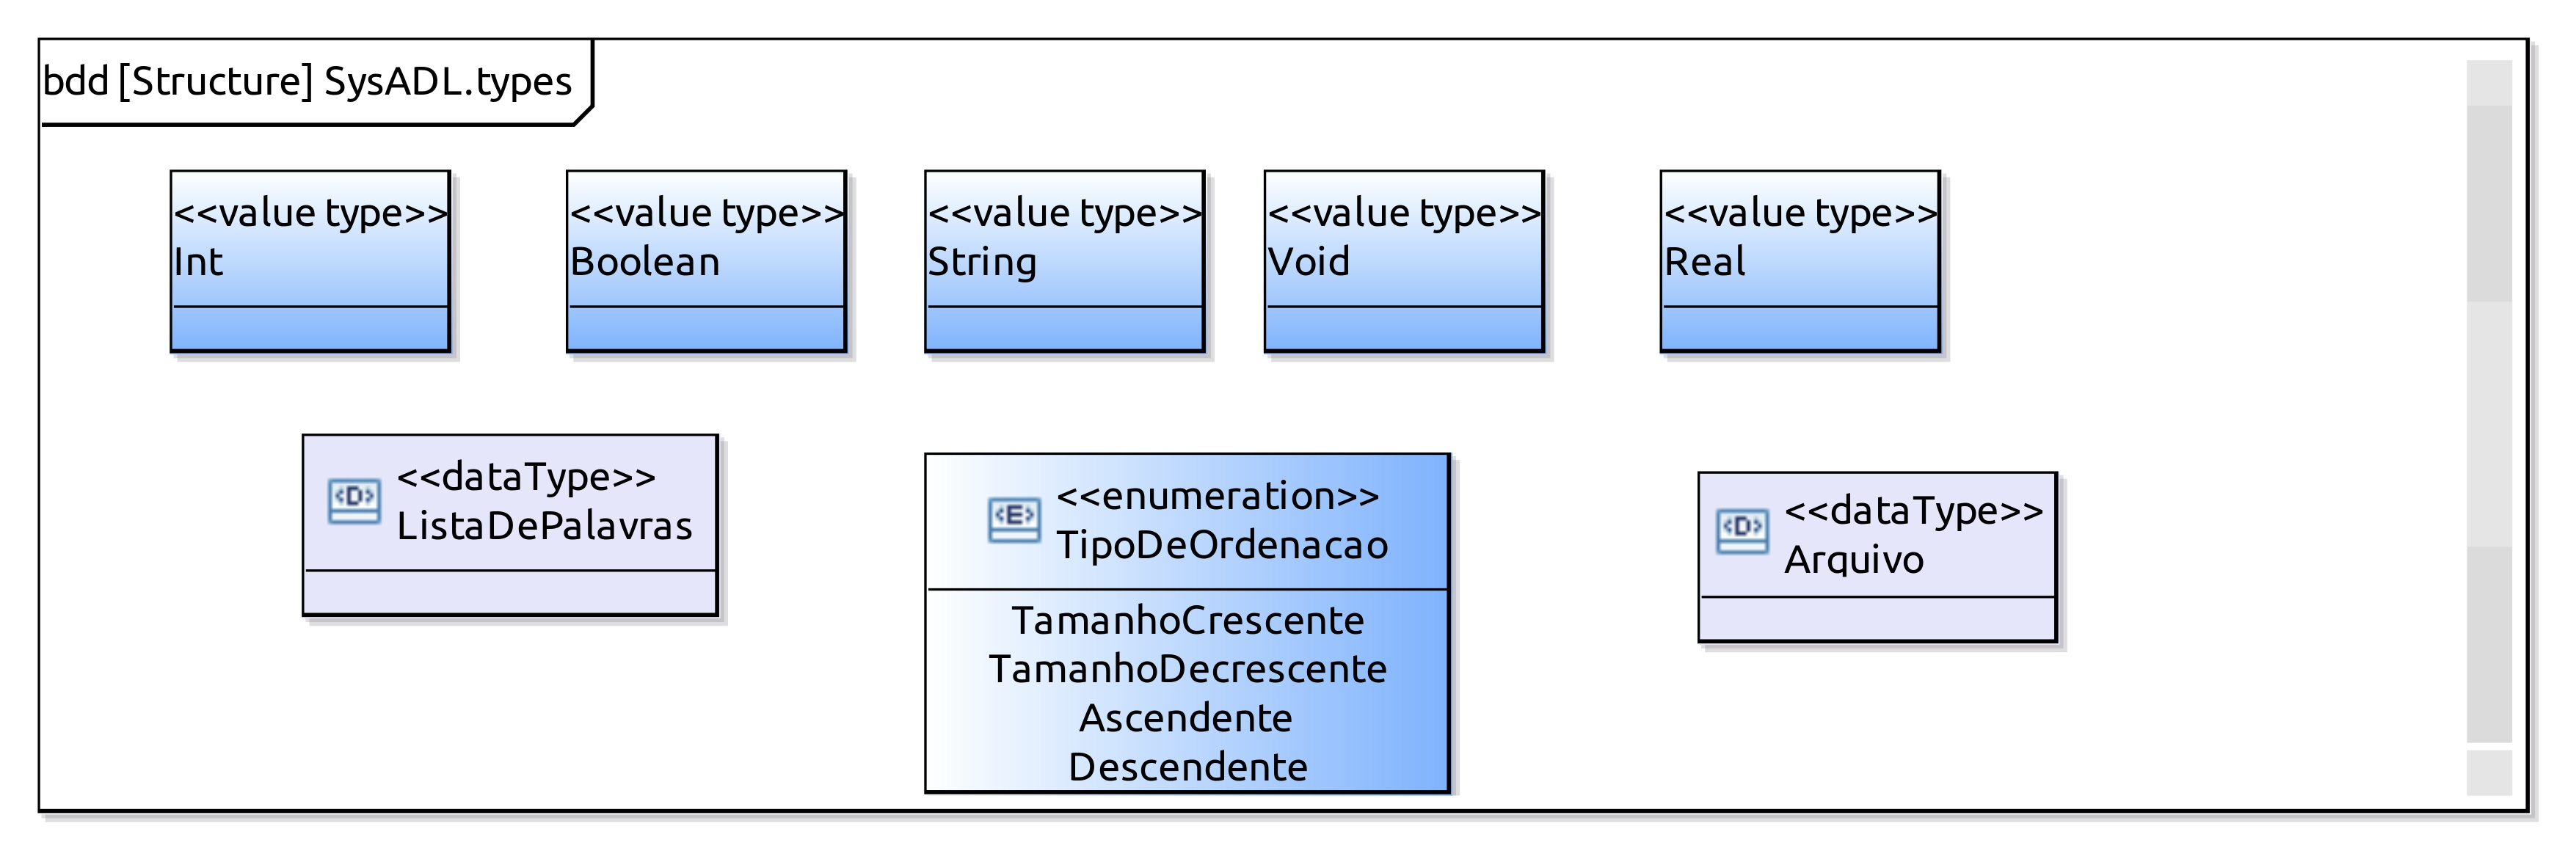 bdd [Structure] SysADL.types
<<value type>>
Int
<<value type>>
Boolean
<<value type>>
String
<<value type>>
Void
<<value type>>
Real
<D> <<dataType>>
ListaDePalavras
<E> <<enumeration>>
TipoDeOrdenacao
TamanhoCrescente
TamanhoDecrescente
Ascendente
Descendente
<D> <<dataType>>
Arquivo